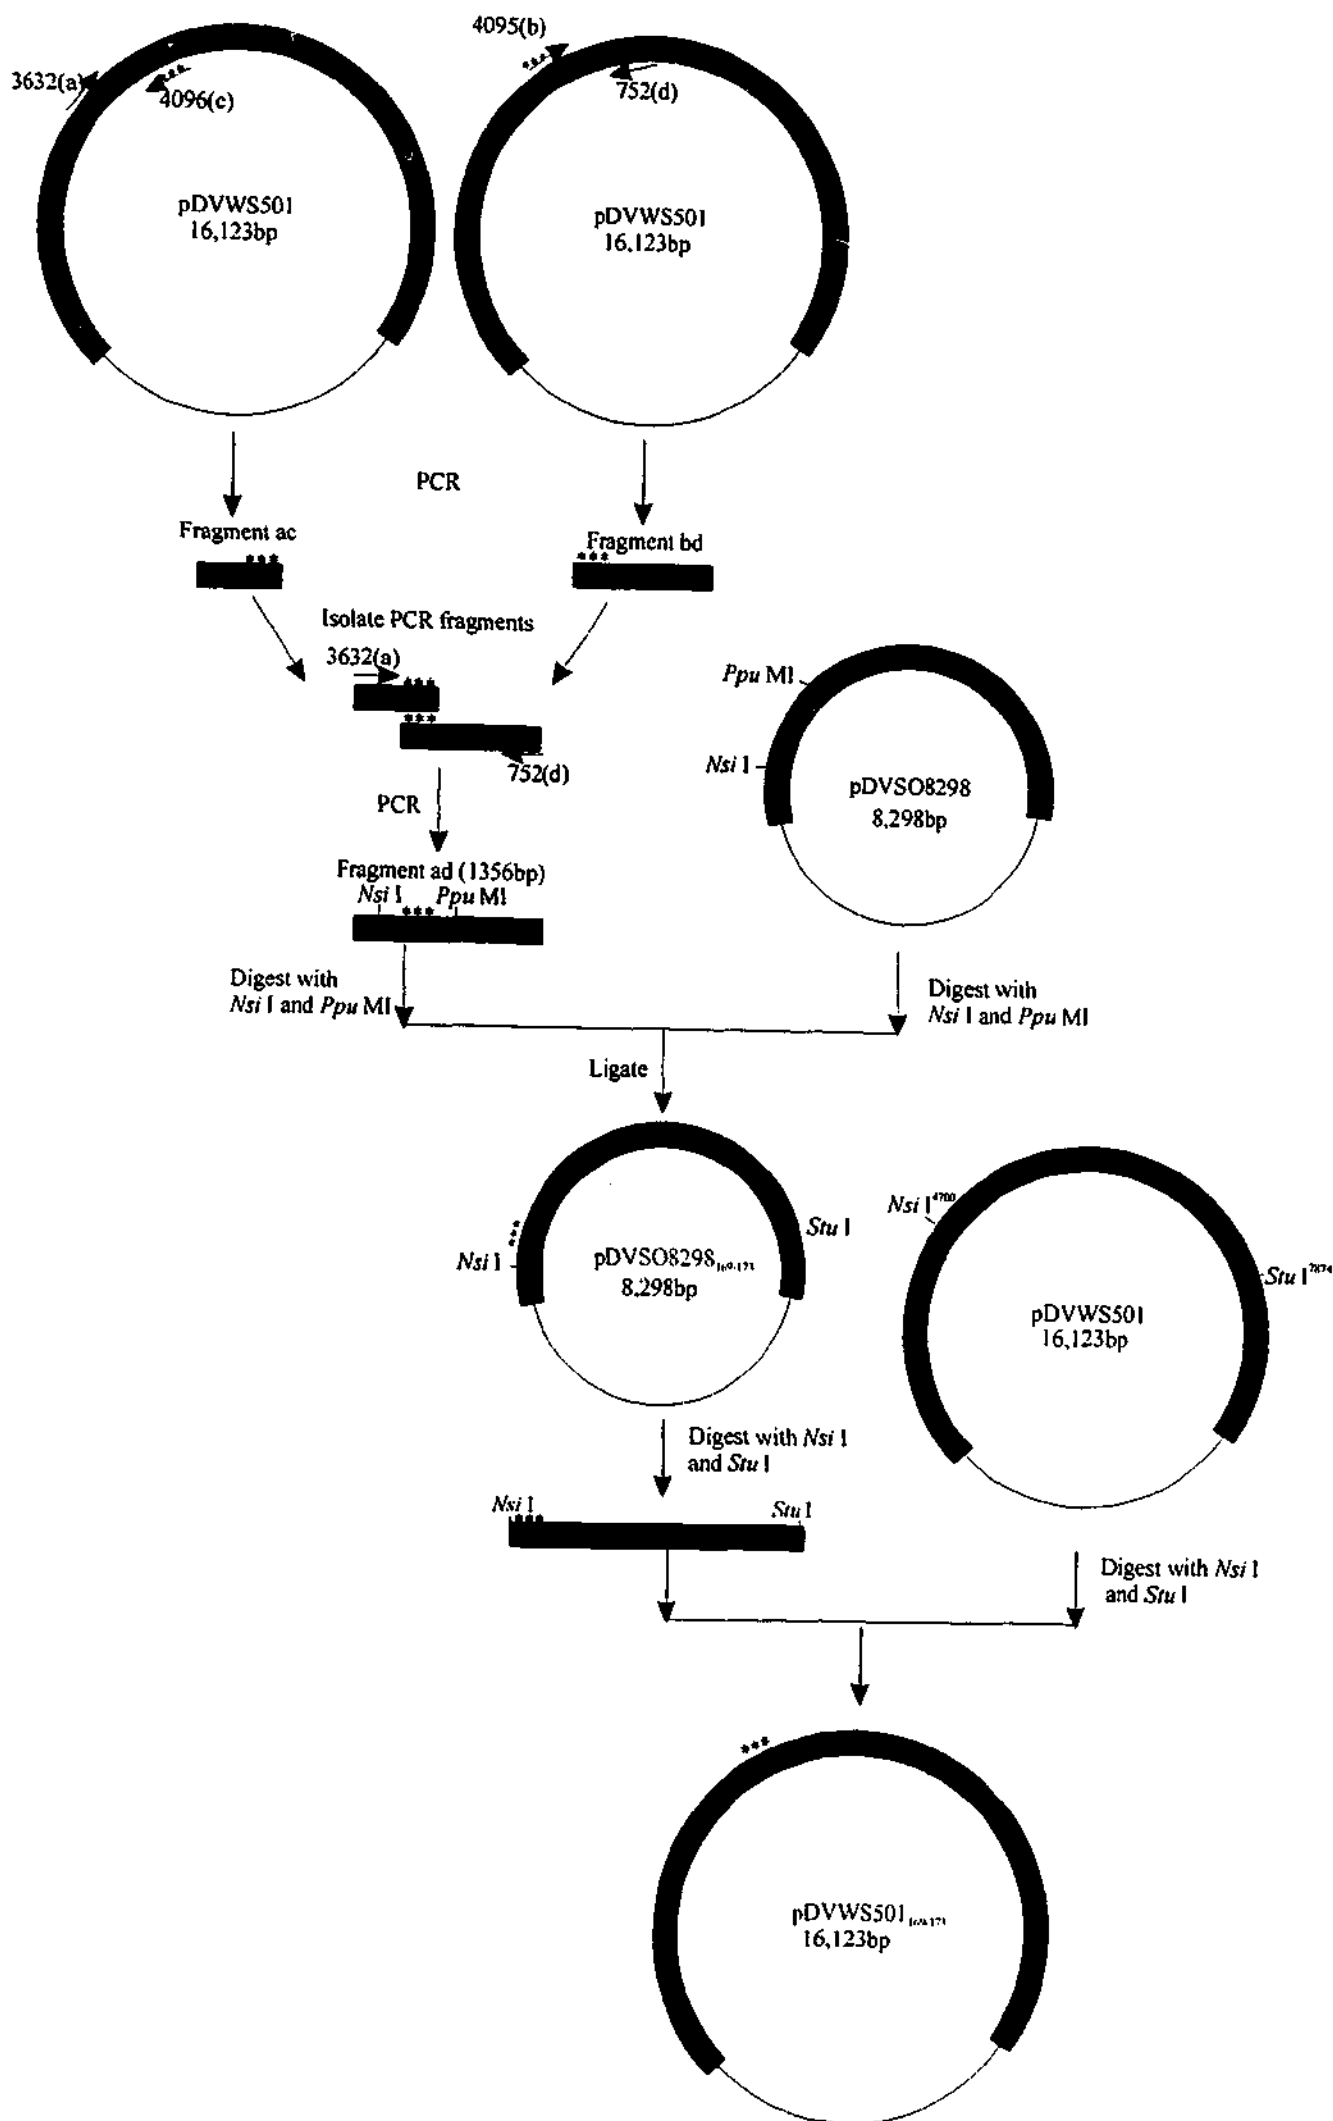 4095(b)
***
3632(a)
***
4096(c)
752(d)
pDVWS501
16,123bp
pDVWS501
16,123bp
PCR
Fragment ac
***
Fragment bd
***
Isolate PCR fragments
3632(a)
***
***
752(d)
PCR
Ppu MI
Nsi I
pDVSO8298
8,298bp
Fragment ad (1356bp)
Nsi I
***
Ppu MI
Digest with
Nsi I and Ppu MI
Digest with
Nsi I and Ppu MI
Ligate
***
Nsi I
Stu I
pDVSO8298
8,298bp
Nsi I4700
Stu I7874
pDVWS501
16,123bp
Digest with Nsi I
and Stu I
Nsi I
***
Stu I
Digest with Nsi I
and Stu I
***
pDVWS501
16,123bp